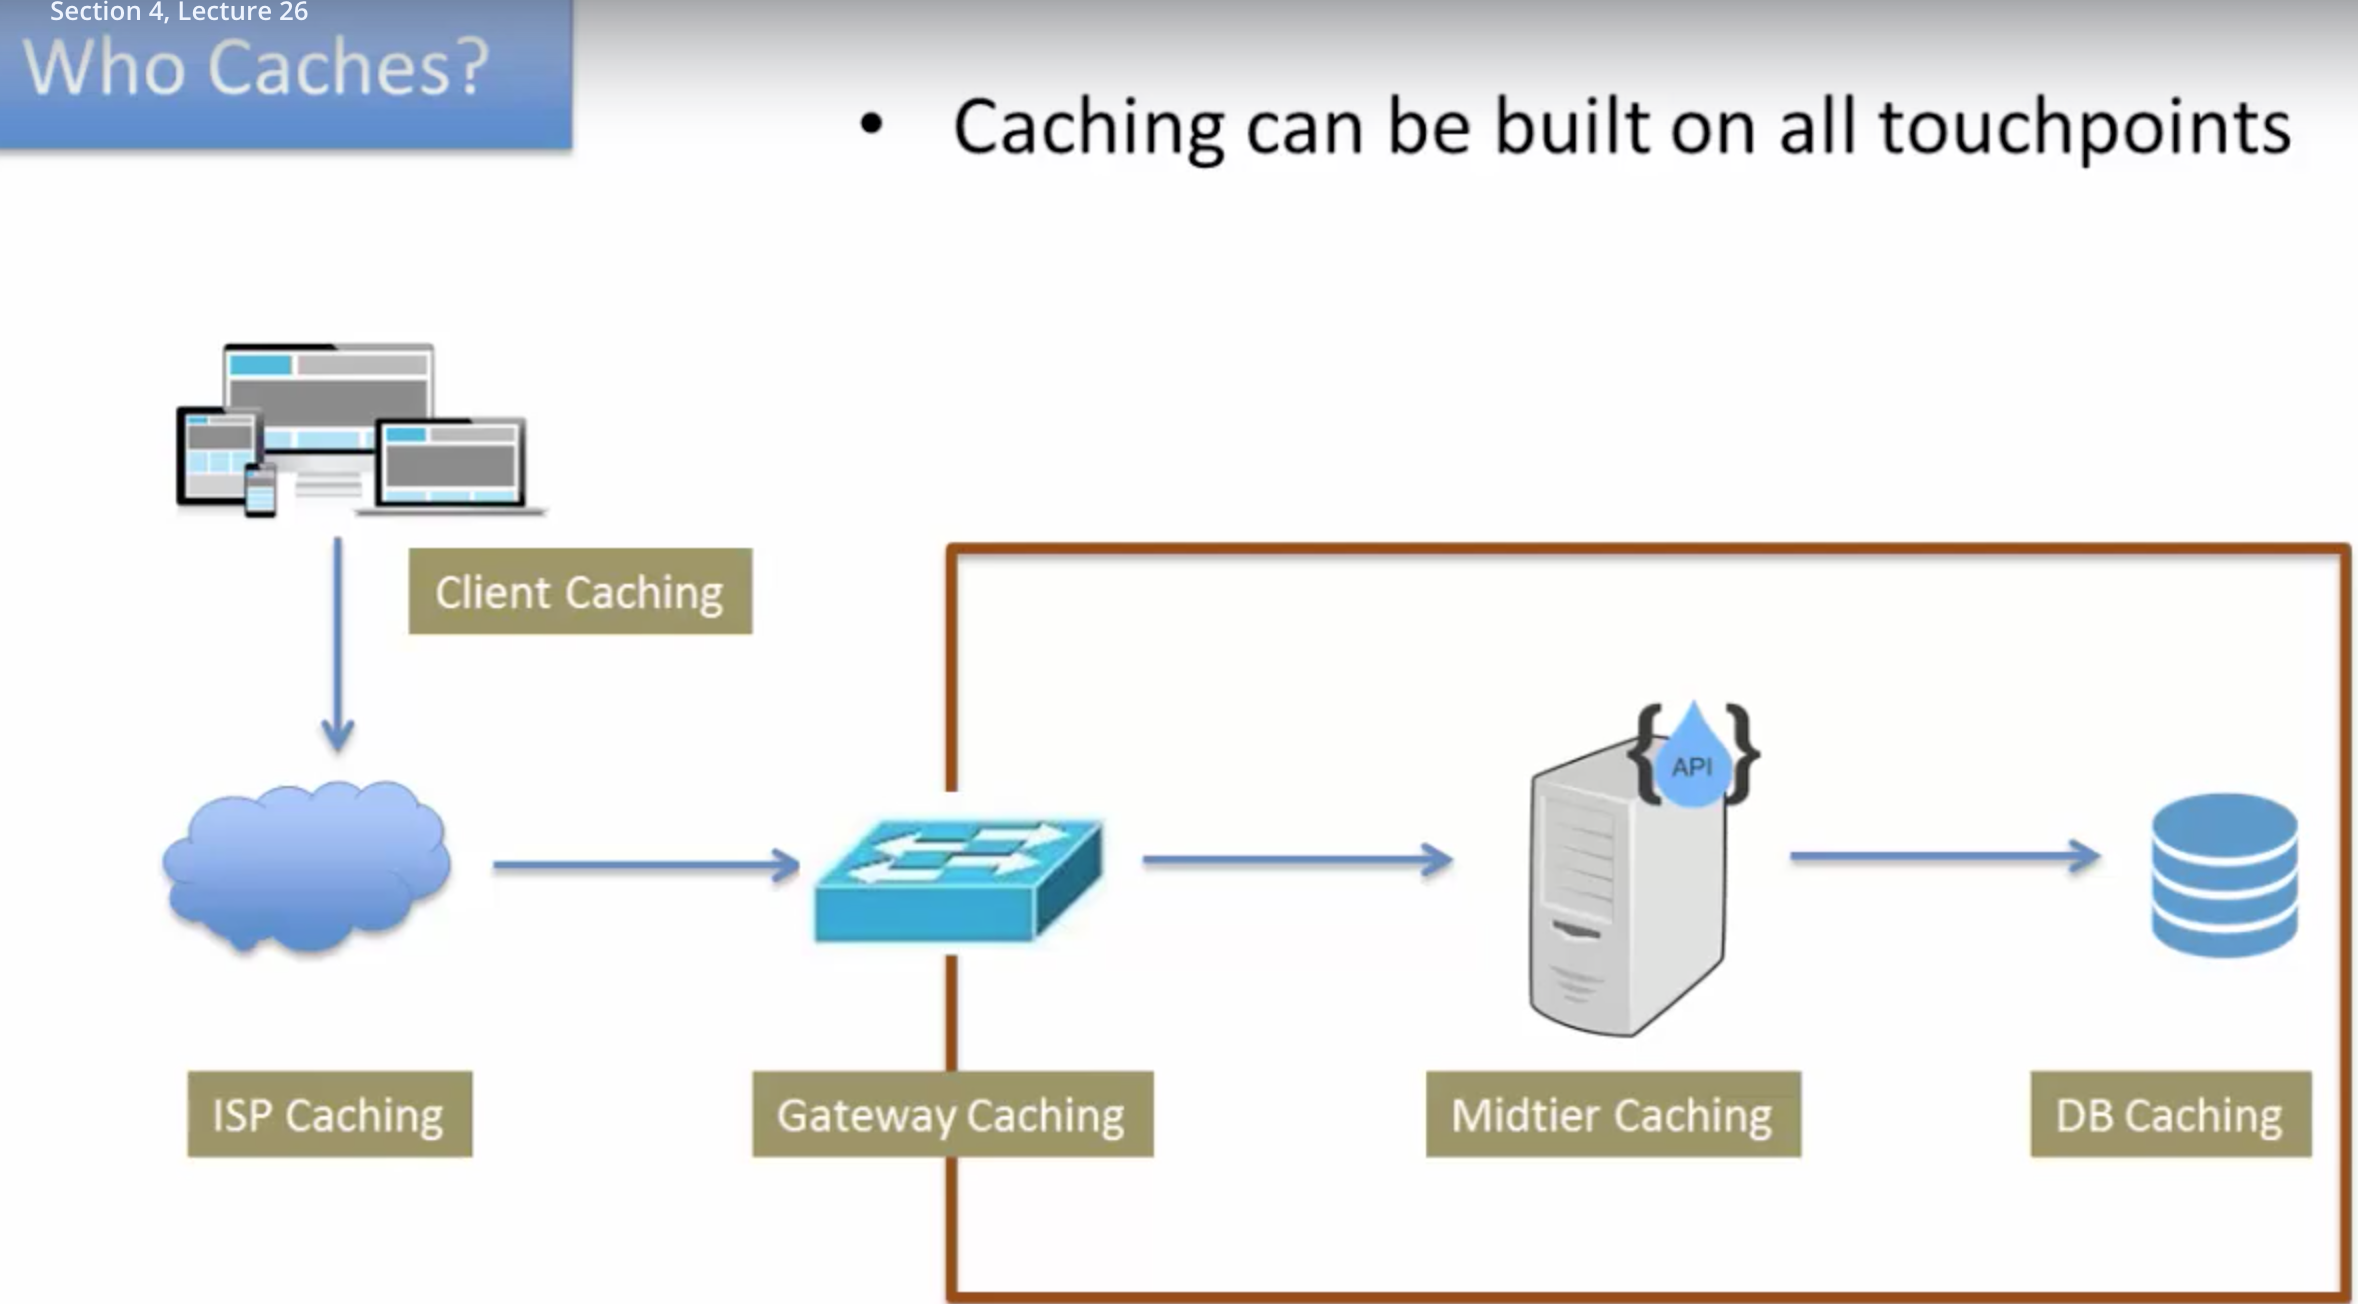 Section 4, Lecture 26
Who Caches?
• Caching can be built on all touchpoints
Client Caching
{API}
ISP Caching
Gateway Caching
Midtier Caching
DB Caching